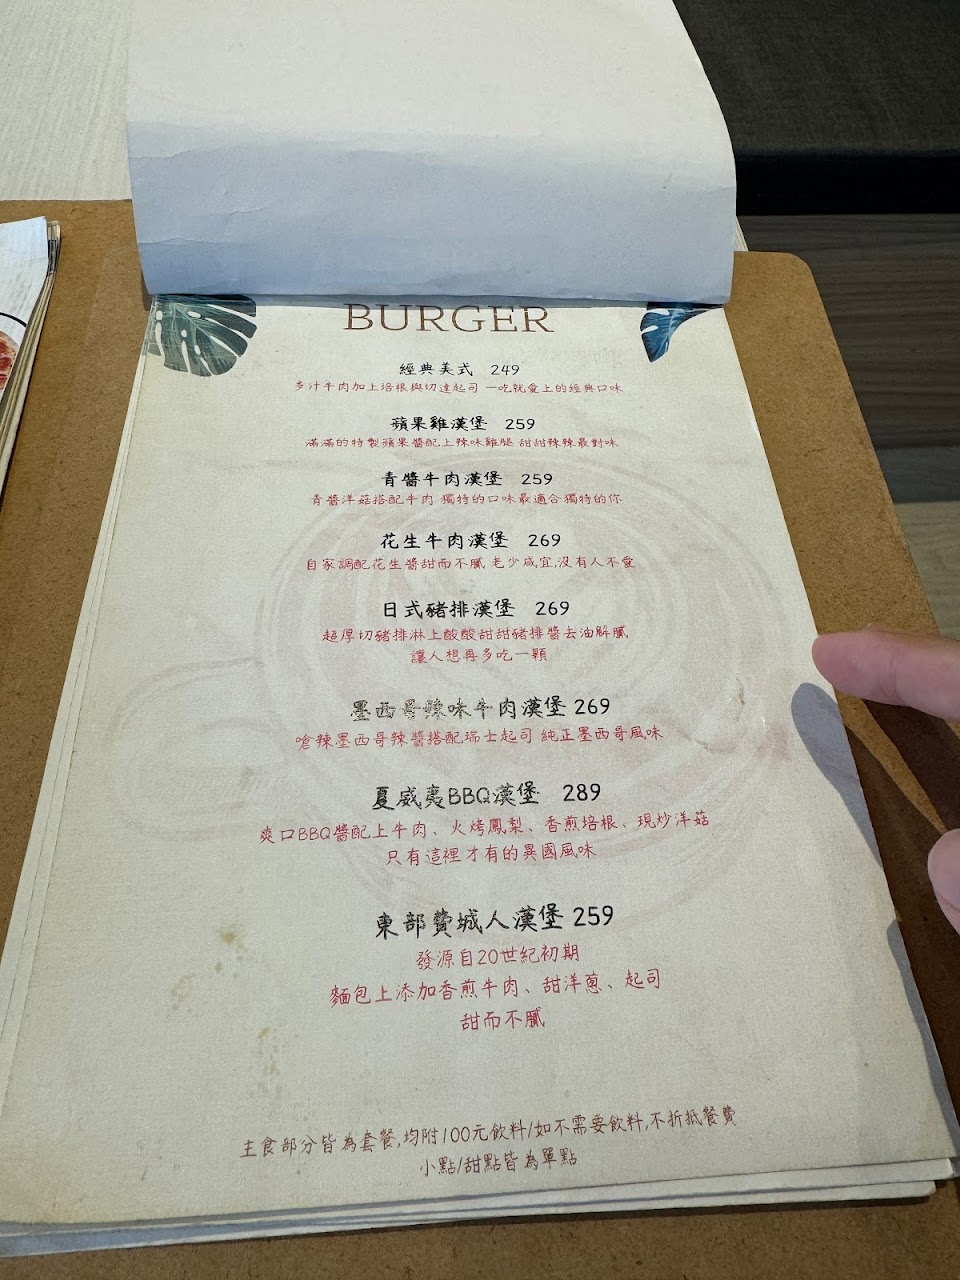 BURGER
經典美式 249
多汁牛肉加上培根與切達起司 一吃就愛上的經典口味
蘋果雞漢堡 259
滿滿的特製蘋果醬配上辣味雞腿 甜甜辣辣最對味
青醬牛肉漢堡 259
青醬洋菇搭配牛肉 獨特的口味最適合獨特的你
花生牛肉漢堡 269
自家調配花生醬甜而不膩 老少咸宜,沒有人不愛
日式豬排漢堡 269
超厚切豬排淋上酸酸甜甜豬排醬去油解膩
讓人想再多吃一顆
墨西哥辣味牛肉漢堡 269
嗆辣墨西哥辣醬搭配瑞士起司 純正墨西哥風味
夏威夷BBQ漢堡 289
爽口BBQ醬配上牛肉、火烤鳳梨、香煎培根、現炒洋菇
只有這裡才有的異國風味
東部費城人漢堡 259
發源自20世紀初期
麵包上添加香煎牛肉、甜洋蔥、起司
甜而不膩
主食部分皆為套餐,均附100元飲料/如不需要飲料,不折抵餐費
小點/甜點皆為單點